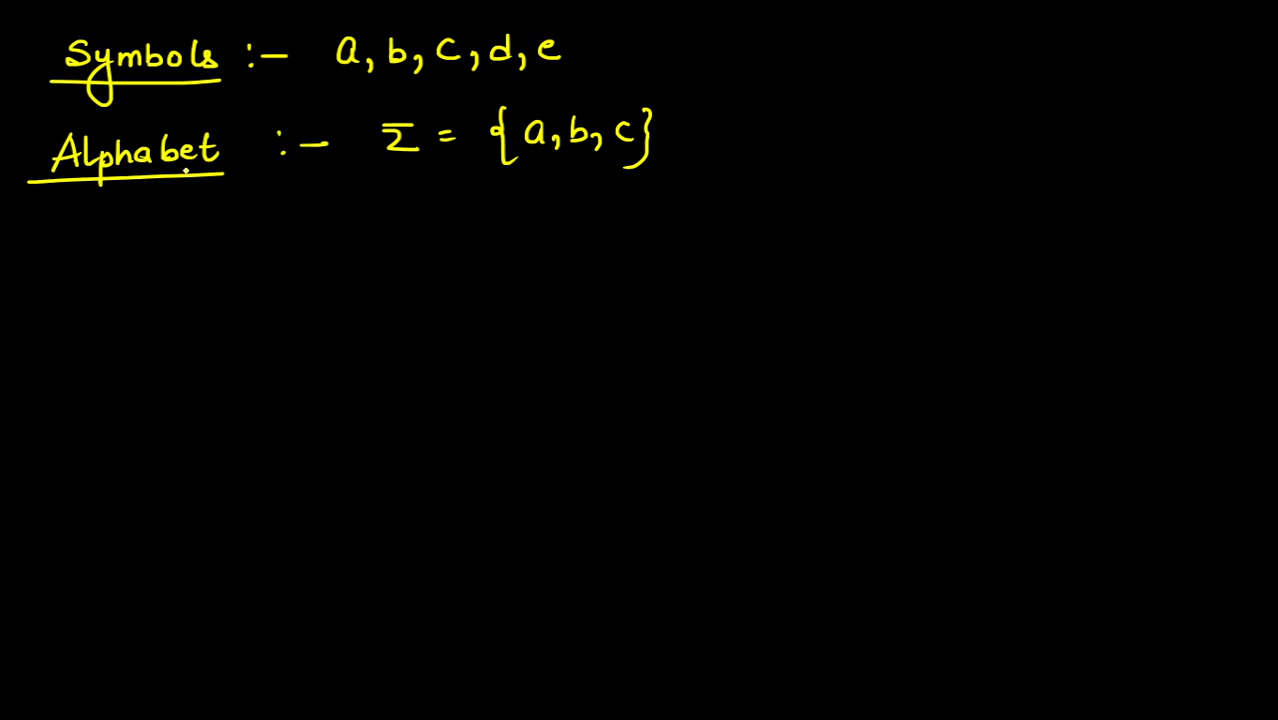 Symbols :- a, b, c, d, e
Alphabet :- Σ = {a, b, c}